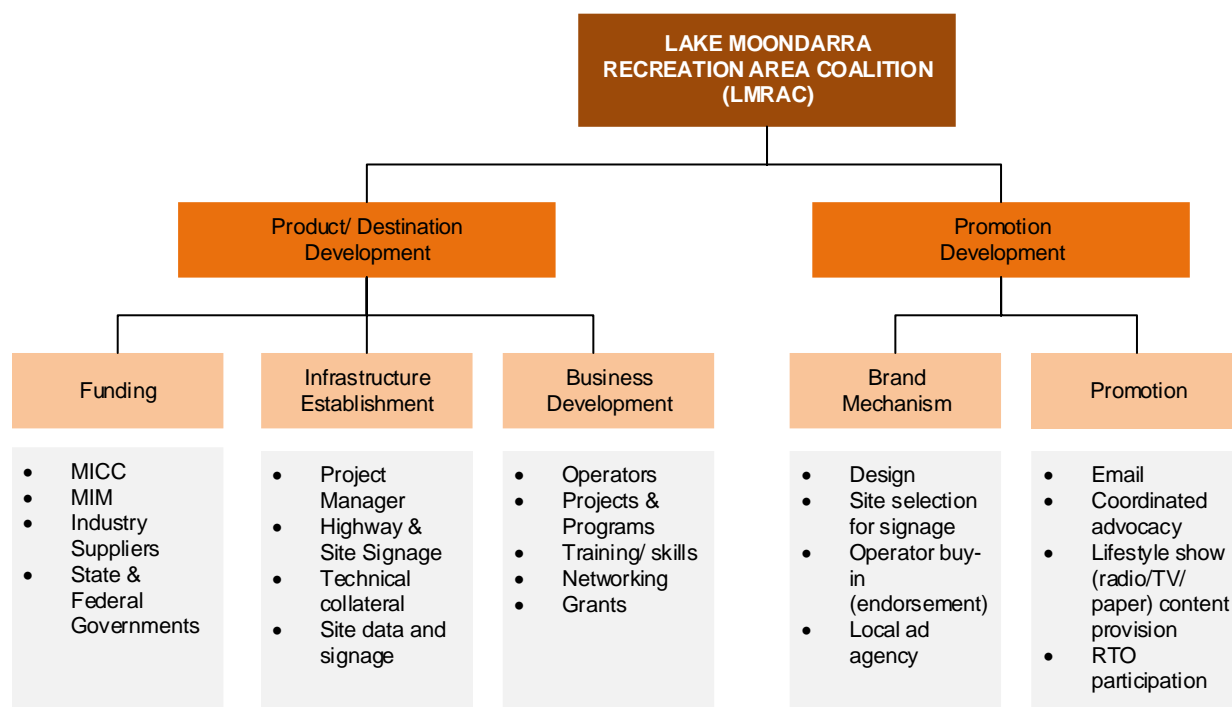 LAKE MOONDARRA
RECREATION AREA COALITION
(LMRAC)
Product/ Destination
Development
Promotion
Development
Funding
Infrastructure
Establishment
Business
Development
Brand
Mechanism
Promotion
• MICC
• MIM
• Industry
Suppliers
• State &
Federal
Governments
• Project
Manager
• Highway &
Site Signage
• Technical
collateral
• Site data and
signage
• Operators
• Projects &
Programs
• Training/ skills
• Networking
• Grants
• Design
• Site selection
for signage
• Operator buy-
in
(endorsement)
• Local ad
agency
• Email
• Coordinated
advocacy
• Lifestyle show
(radio/TV/
paper) content
provision
• RTO
participation